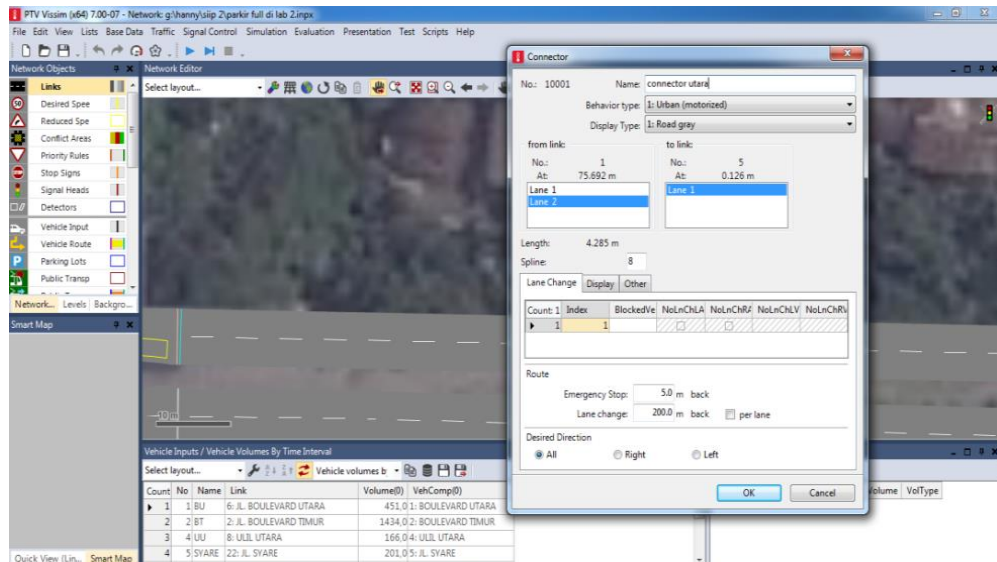 PTV Vissim (x64) 7.00-07 - Network: g:\hanny\siip 2\parkir full di lab 2.inpx
File Edit View Lists Base Data Traffic Signal Control Simulation Evaluation Presentation Test Scripts Help
Network Objects
Network Editor
Select layout...
Links
Desired Spee
Reduced Spe
Conflict Areas
Priority Rules
Stop Signs
Signal Heads
Detectors
Vehicle Input
Vehicle Route
Parking Lots
Public Transp
Network... Levels Backgro...
Smart Map
Quick View (Lin... Smart Map
10 m
Connector
No.: 10001 Name: connector utara
Behavior type: 1: Urban (motorized)
Display Type: 1: Road gray
from link: to link:
No.: 1 No.: 5
At: 75.692 m At: 0.126 m
Lane 1 Lane 1
Lane 2
Length: 4.285 m
Spline: 8
Lane Change Display Other
Count: 1 Index BlockedVe NoLnChLA NoLnChRA NoLnChLV NoLnChRV
1 1
Route
Emergency Stop: 5.0 m back
Lane change: 200.0 m back per lane
Desired Direction
All Right Left
OK Cancel
Vehicle Inputs / Vehicle Volumes By Time Interval
Select layout... Vehicle volumes b
Count No Name Link Volume(0) VehComp(0)
1 1 BU 6: JL. BOULEVARD UTARA 451,0 1: BOULEVARD UTARA
2 2 BT 2: JL. BOULEVARD TIMUR 1434,0 2: BOULEVARD TIMUR
3 4 UU 8: ULIL UTARA 166,0 4: ULIL UTARA
4 5 SYARE 22: JL. SYARE 201,0 5: JL. SYARE
Volume VolType